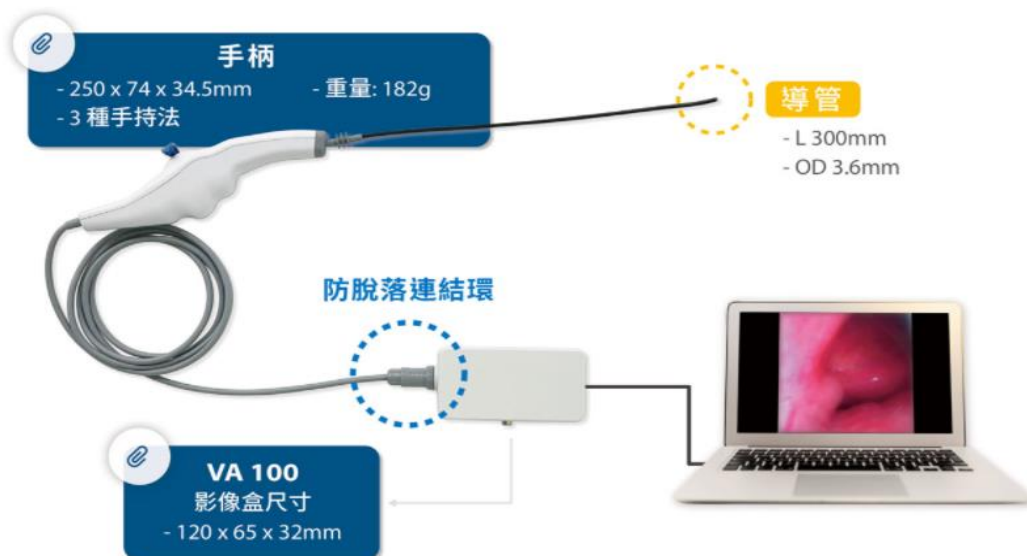 手柄
- 250 x 74 x 34.5mm
- 重量: 182g
- 3 種手持法
導管
- L 300mm
- OD 3.6mm
防脫落連結環
VA 100
影像盒尺寸
- 120 x 65 x 32mm